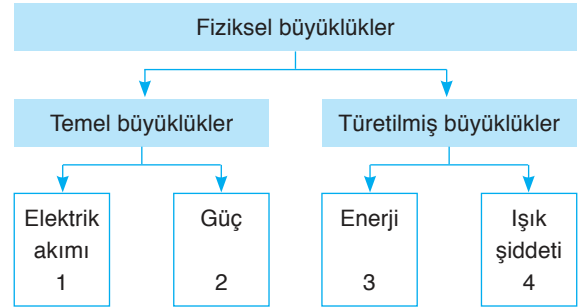 Fiziksel büyüklükler
Temel büyüklükler
Türetilmiş büyüklükler
Elektrik
akımı
1
Güç
2
Enerji
3
Işık
şiddeti
4